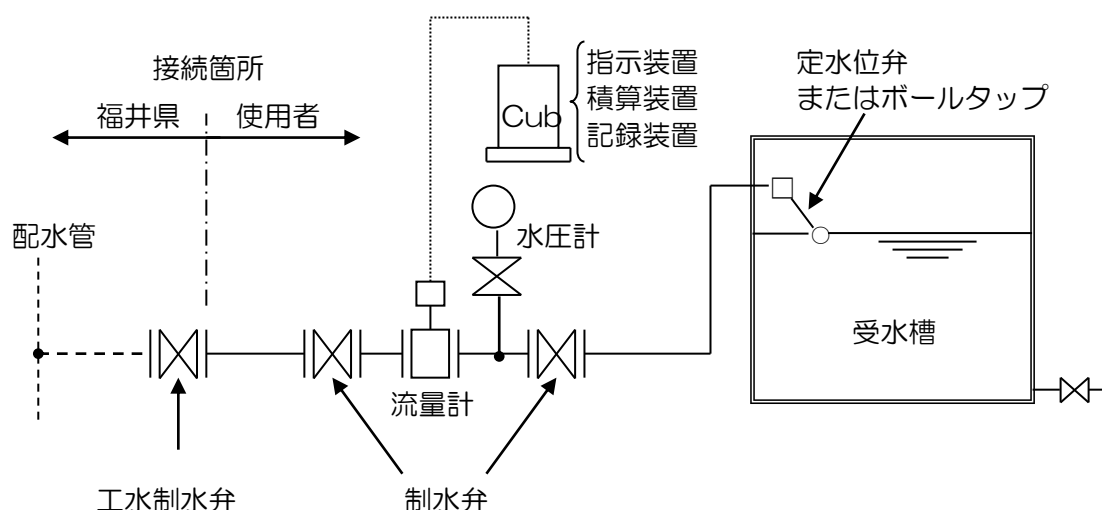 接続箇所
福井県
使用者
Cub
指示装置
積算装置
記録装置
定水位弁
またはボールタップ
配水管
水圧計
受水槽
流量計
工水制水弁
制水弁